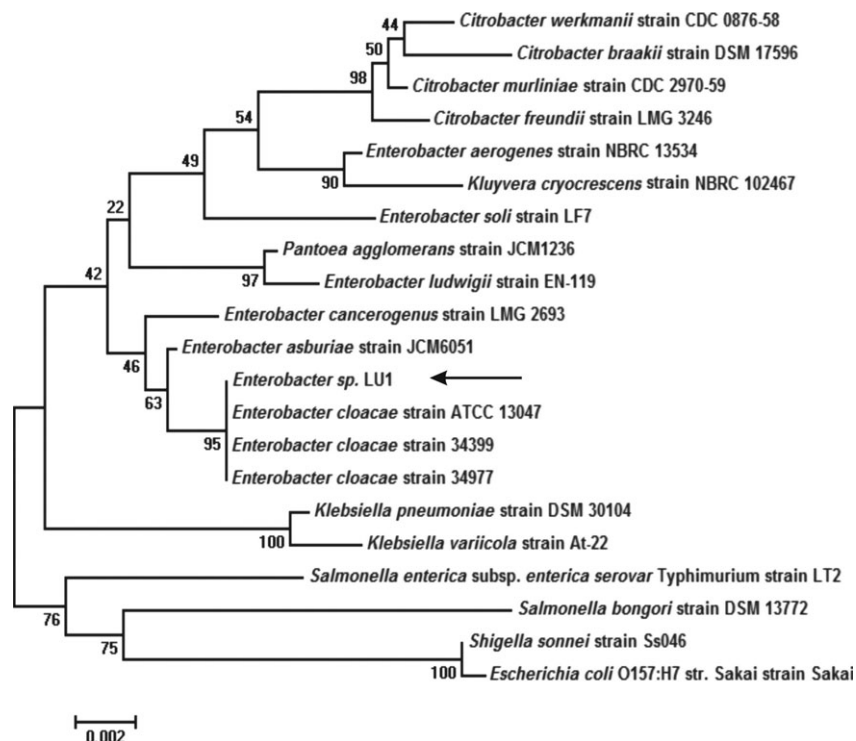 44
Citrobacter werkmanii strain CDC 0876-58
50
Citrobacter braakii strain DSM 17596
98
Citrobacter murliniae strain CDC 2970-59
54
Citrobacter freundii strain LMG 3246
49
Enterobacter aerogenes strain NBRC 13534
90
Kluyvera cryocrescens strain NBRC 102467
22
Enterobacter soli strain LF7
42
Pantoea agglomerans strain JCM1236
97
Enterobacter ludwigii strain EN-119
Enterobacter cancerogenus strain LMG 2693
46
Enterobacter asburiae strain JCM6051
63
Enterobacter sp. LU1
Enterobacter cloacae strain ATCC 13047
95
Enterobacter cloacae strain 34399
Enterobacter cloacae strain 34977
Klebsiella pneumoniae strain DSM 30104
100
Klebsiella variicola strain At-22
Salmonella enterica subsp. enterica serovar Typhimurium strain LT2
76
Salmonella bongori strain DSM 13772
75
Shigella sonnei strain Ss046
100
Escherichia coli O157:H7 str. Sakai strain Sakai
0.002